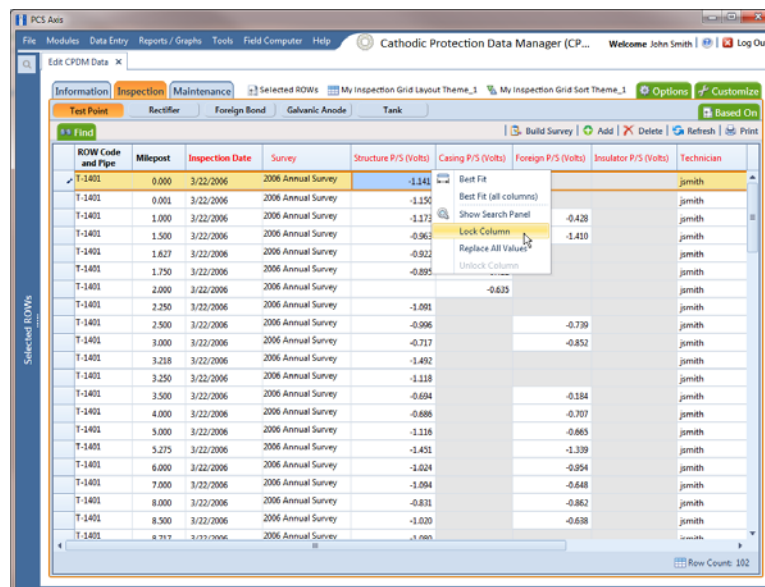 PCS Axis
File Modules Data Entry Reports / Graphs Tools Field Computer Help Cathodic Protection Data Manager (CP... Welcome John Smith Log Ou
Edit CPDM Data
Information Inspection Maintenance Selected ROWs My Inspection Grid Layout Theme_1 My Inspection Grid Sort Theme_1 Options Customize
Test Point Rectifier Foreign Bond Galvanic Anode Tank Based On
Find Build Survey Add Delete Refresh Print
ROW Code and Pipe Milepost Inspection Date Survey Structure P/S (Volts) Casing P/S (Volts) Foreign P/S (Volts) Insulator P/S (Volts) Technician
T-1401 0.000 3/22/2006 2006 Annual Survey -1.141 jsmith
T-1401 0.001 3/22/2006 2006 Annual Survey -1.150 jsmith
T-1401 1.000 3/22/2006 2006 Annual Survey -1.173 -0.428 jsmith
T-1401 1.500 3/22/2006 2006 Annual Survey -0.963 -1.410 jsmith
T-1401 1.627 3/22/2006 2006 Annual Survey -0.922 jsmith
T-1401 1.750 3/22/2006 2006 Annual Survey -0.895 jsmith
T-1401 2.000 3/22/2006 2006 Annual Survey -0.635 jsmith
T-1401 2.250 3/22/2006 2006 Annual Survey -1.091 jsmith
T-1401 2.500 3/22/2006 2006 Annual Survey -0.996 -0.739 jsmith
T-1401 3.000 3/22/2006 2006 Annual Survey -0.717 -0.852 jsmith
T-1401 3.218 3/22/2006 2006 Annual Survey -1.492 jsmith
T-1401 3.250 3/22/2006 2006 Annual Survey -1.118 jsmith
T-1401 3.500 3/22/2006 2006 Annual Survey -0.694 -0.184 jsmith
T-1401 4.000 3/22/2006 2006 Annual Survey -0.686 -0.707 jsmith
T-1401 5.000 3/22/2006 2006 Annual Survey -1.116 -0.665 jsmith
T-1401 5.275 3/22/2006 2006 Annual Survey -1.451 -1.339 jsmith
T-1401 6.000 3/22/2006 2006 Annual Survey -1.024 -0.954 jsmith
T-1401 7.000 3/22/2006 2006 Annual Survey -1.094 -0.648 jsmith
T-1401 8.000 3/22/2006 2006 Annual Survey -0.831 -0.862 jsmith
T-1401 8.500 3/22/2006 2006 Annual Survey -1.020 -0.638 jsmith
T-1401 8.717 3/22/2006 2006 Annual Survey -1.080 jsmith
Best Fit
Best Fit (all columns)
Show Search Panel
Lock Column
Replace All Values
Unlock Column
Selected ROWs
Row Count: 102